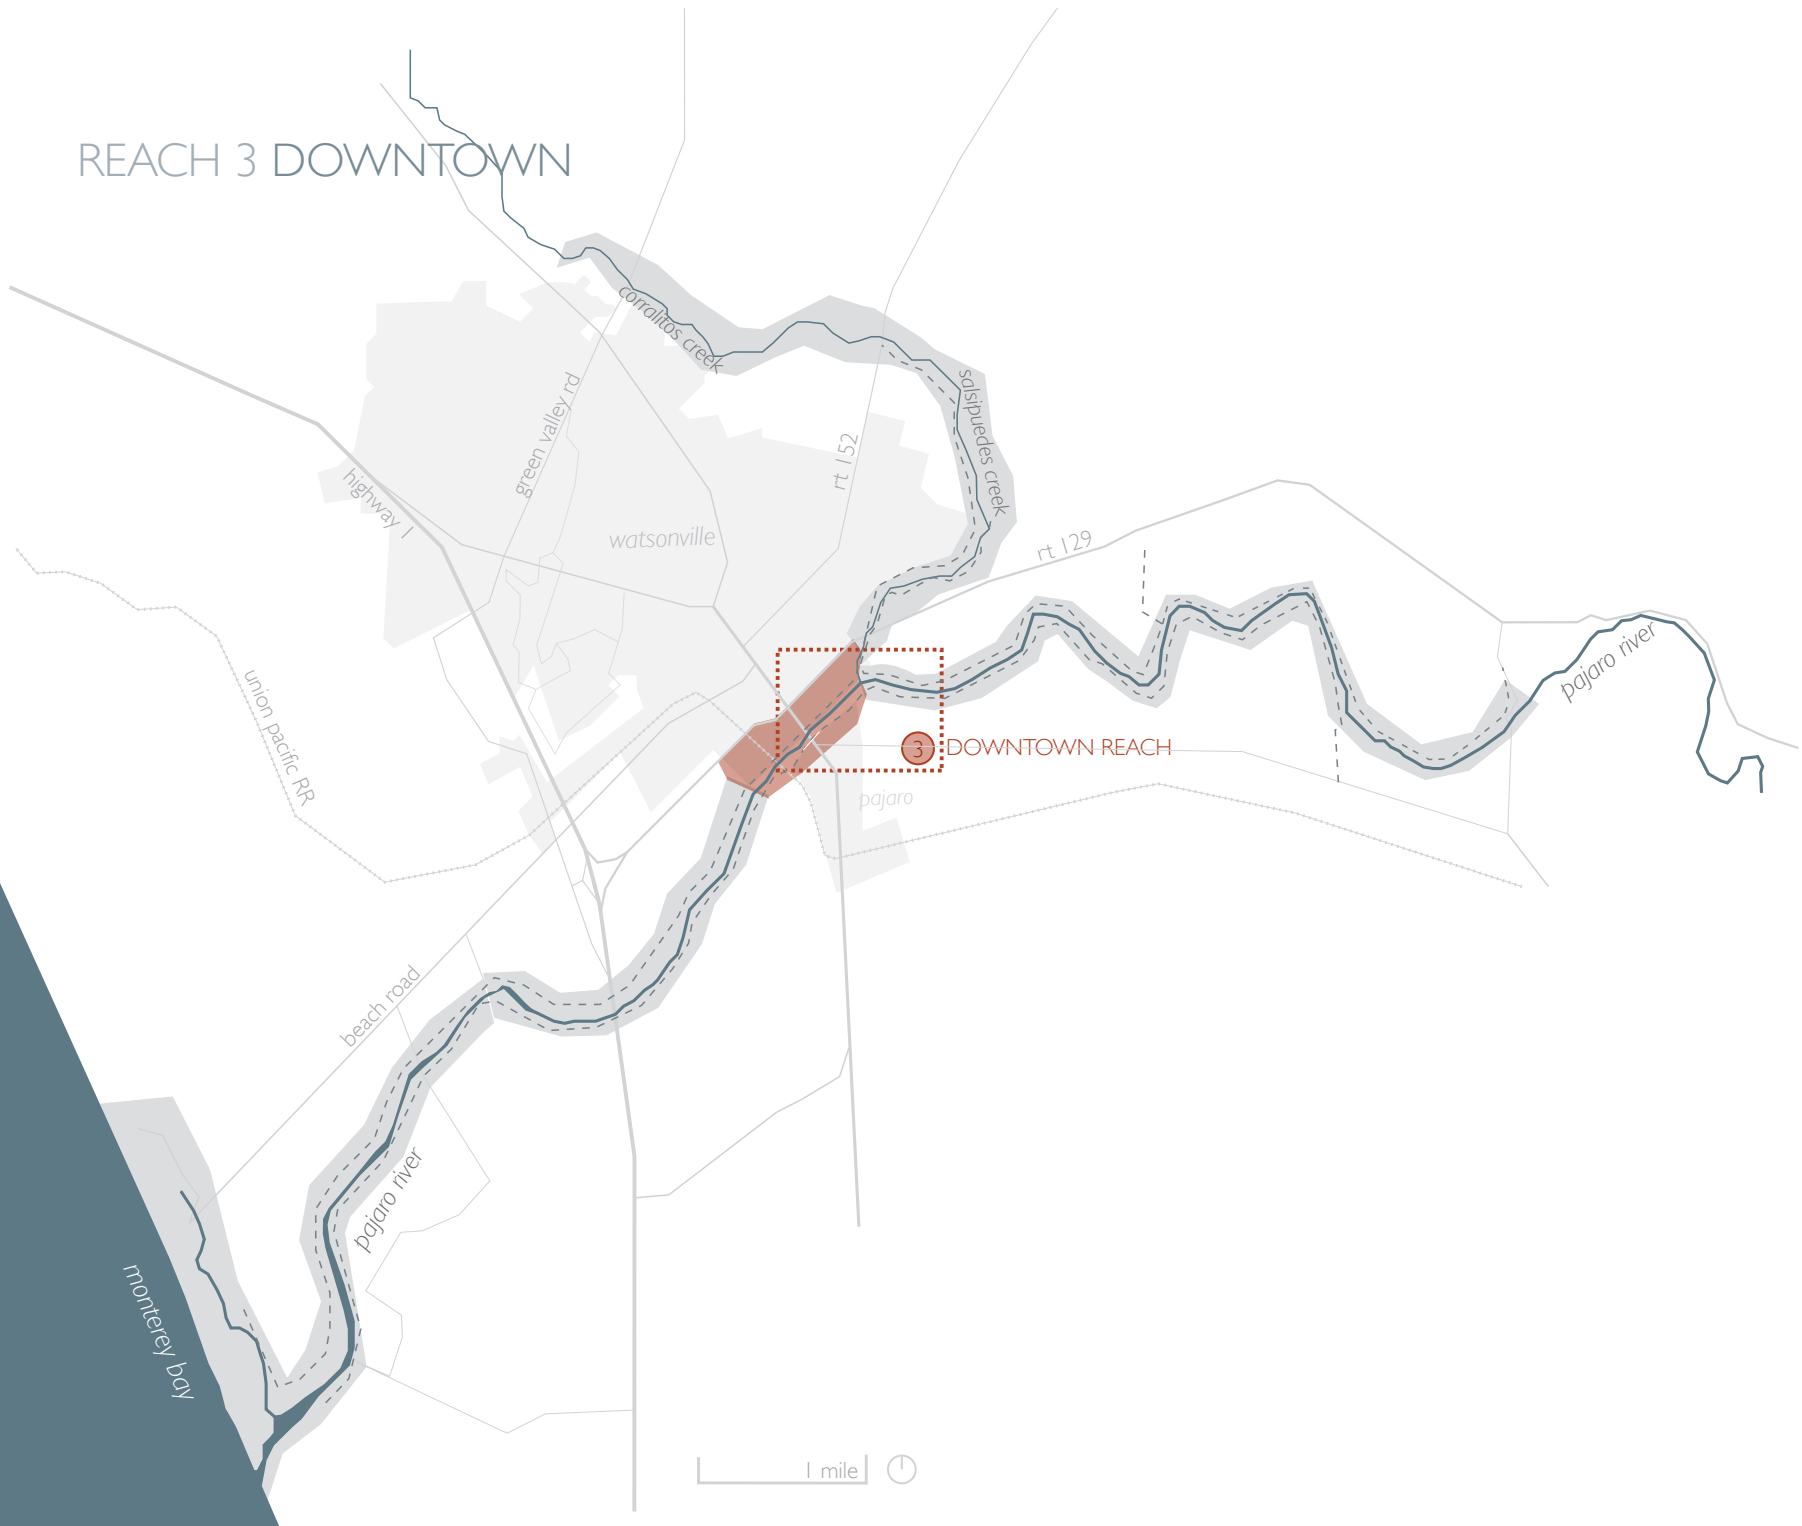 REACH 3 DOWNTOWN
corralitos creek
salsipuedes creek
green valley rd
rt 152
highway 1
watsonville
rt 129
pajaro river
union pacific RR
3 DOWNTOWN REACH
pajaro
beach road
pajaro river
monterey bay
1 mile